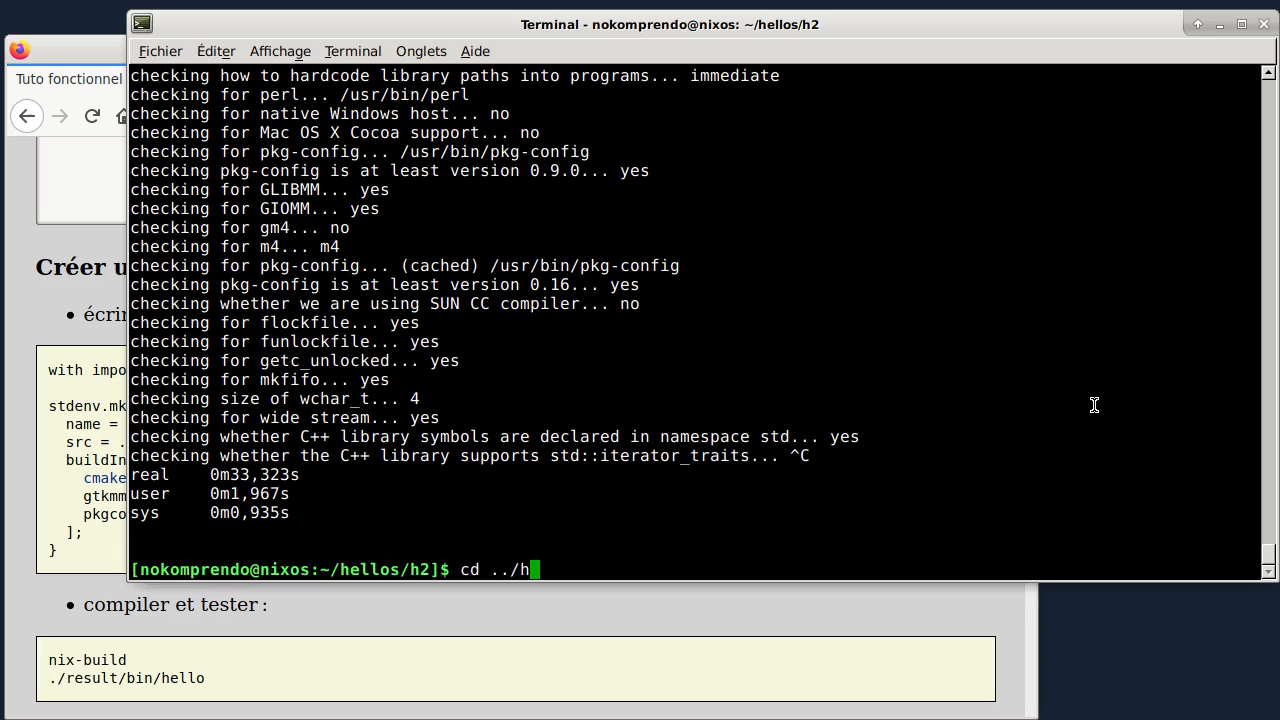 Terminal - nokomprendo@nixos: ~/hellos/h2
Fichier Éditer Affichage Terminal Onglets Aide
checking how to hardcode library paths into programs... immediate
checking for perl... /usr/bin/perl
checking for native Windows host... no
checking for Mac OS X Cocoa support... no
checking for pkg-config... /usr/bin/pkg-config
checking pkg-config is at least version 0.9.0... yes
checking for GLIBMM... yes
checking for GIOMM... yes
checking for gm4... no
checking for m4... m4
checking for pkg-config... (cached) /usr/bin/pkg-config
checking pkg-config is at least version 0.16... yes
checking whether we are using SUN CC compiler... no
checking for flockfile... yes
checking for funlockfile... yes
checking for getc_unlocked... yes
checking for mkfifo... yes
checking size of wchar_t... 4
checking for wide stream... yes
checking whether C++ library symbols are declared in namespace std... yes
checking whether the C++ library supports std::iterator_traits... ^C
real 0m33,323s
user 0m1,967s
sys 0m0,935s
[nokomprendo@nixos:~/hellos/h2]$ cd ../h
Tuto fonctionnel
Créer u
• écrir
with impo
stdenv.mk
name =
src = .
buildIn
cmake
gtkmm
pkgco
];
}
• compiler et tester :
nix-build
./result/bin/hello